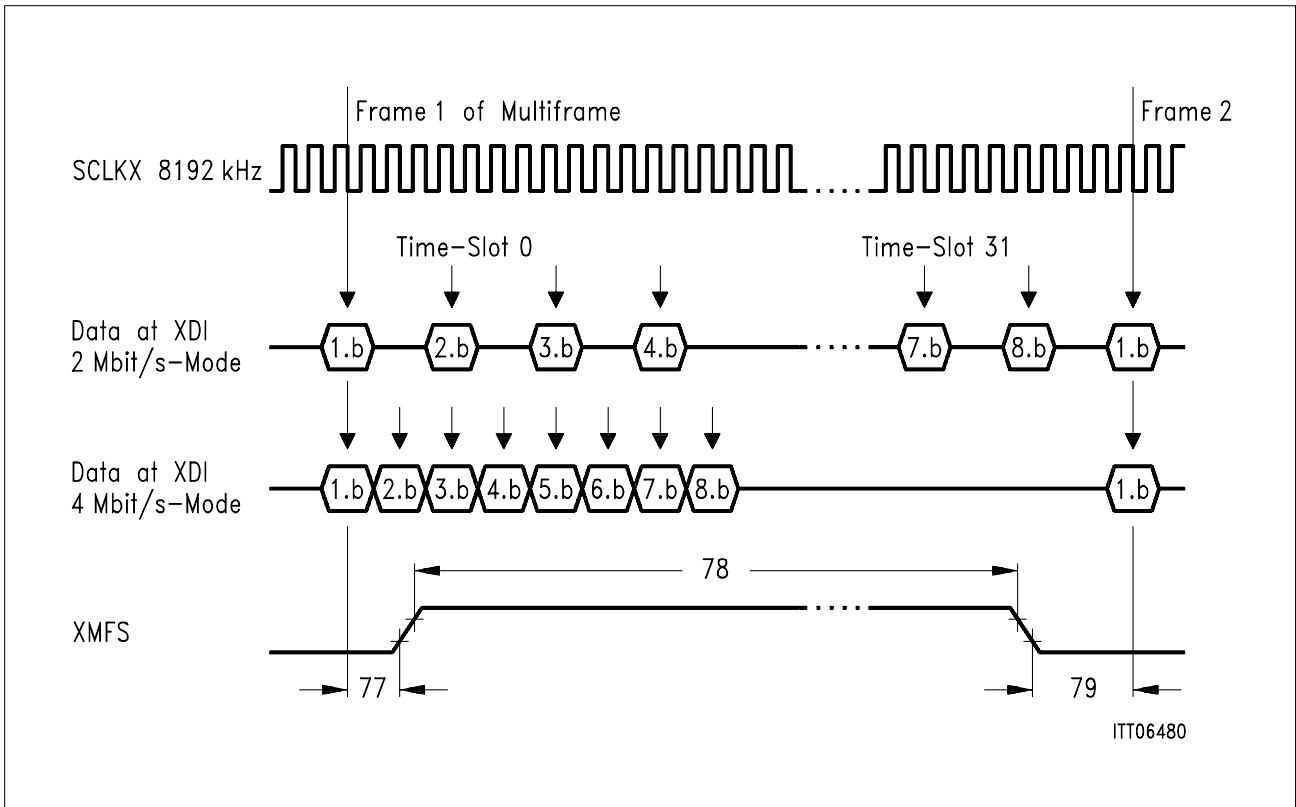 Frame 1 of Multiframe
Frame 2
SCLKX 8192 kHz
Time-Slot 0
Time-Slot 31
Data at XDI
2 Mbit/s-Mode
1.b 2.b 3.b 4.b 7.b 8.b 1.b
Data at XDI
4 Mbit/s-Mode
1.b 2.b 3.b 4.b 5.b 6.b 7.b 8.b 1.b
78
XMFS
77
79
ITT06480